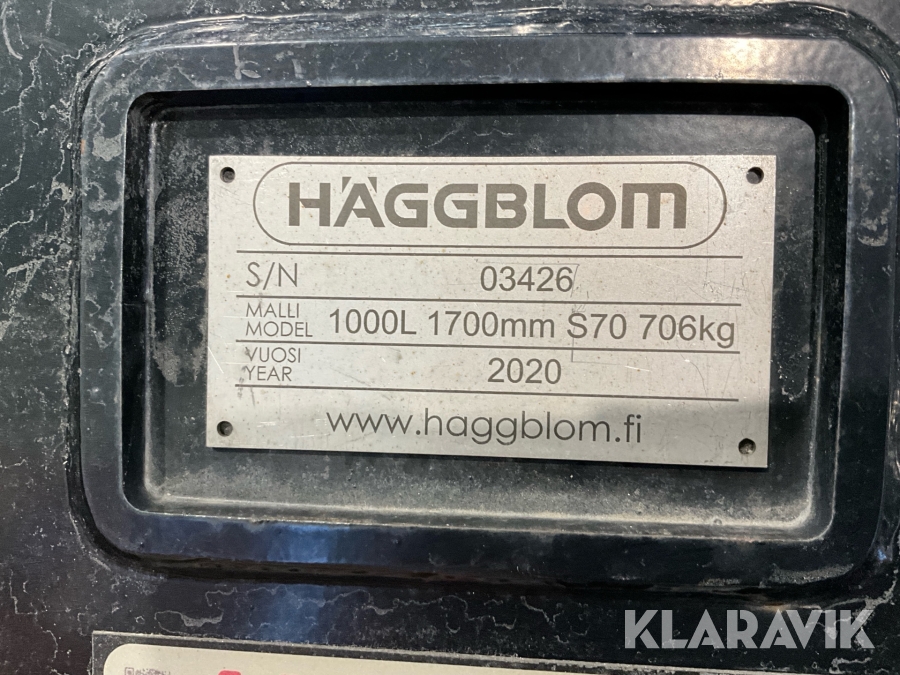 HÄGGBLOM
S/N 03426
MALLI
MODEL 1000L 1700mm S70 706kg
VUOSI
YEAR 2020
www.haggblom.fi
KLARAVIK